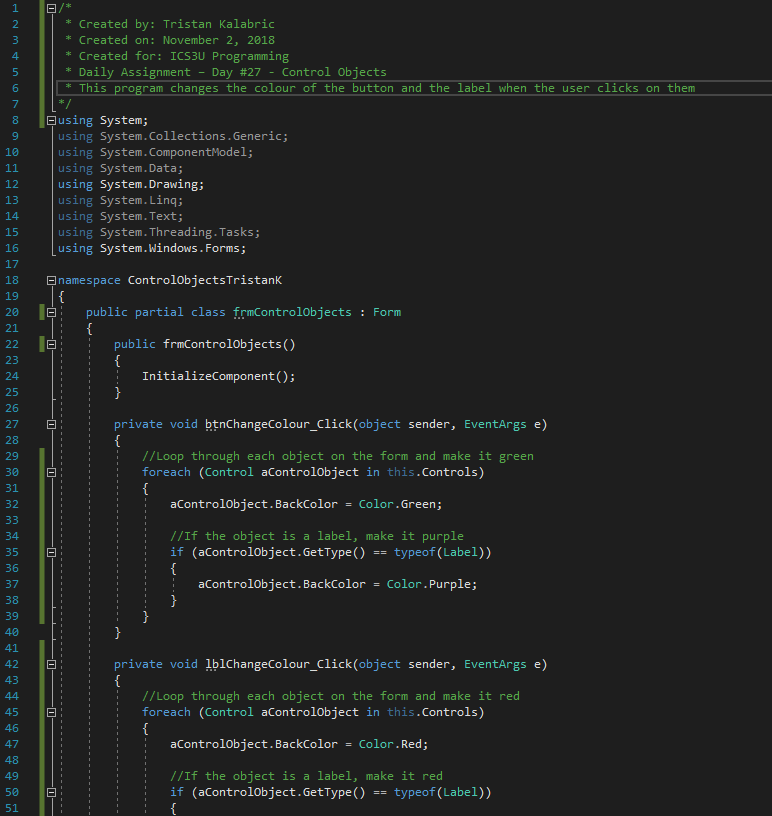 1 /*
2 * Created by: Tristan Kalabric
3 * Created on: November 2, 2018
4 * Created for: ICS3U Programming
5 * Daily Assignment – Day #27 - Control Objects
6 * This program changes the colour of the button and the label when the user clicks on them
7 */
8 using System;
9 using System.Collections.Generic;
10 using System.ComponentModel;
11 using System.Data;
12 using System.Drawing;
13 using System.Linq;
14 using System.Text;
15 using System.Threading.Tasks;
16 using System.Windows.Forms;
17
18 namespace ControlObjectsTristanK
19 {
20 public partial class frmControlObjects : Form
21 {
22 public frmControlObjects()
23 {
24 InitializeComponent();
25 }
26
27 private void btnChangeColour_Click(object sender, EventArgs e)
28 {
29 //Loop through each object on the form and make it green
30 foreach (Control aControlObject in this.Controls)
31 {
32 aControlObject.BackColor = Color.Green;
33
34 //If the object is a label, make it purple
35 if (aControlObject.GetType() == typeof(Label))
36 {
37 aControlObject.BackColor = Color.Purple;
38 }
39 }
40 }
41
42 private void lblChangeColour_Click(object sender, EventArgs e)
43 {
44 //Loop through each object on the form and make it red
45 foreach (Control aControlObject in this.Controls)
46 {
47 aControlObject.BackColor = Color.Red;
48
49 //If the object is a label, make it red
50 if (aControlObject.GetType() == typeof(Label))
51 {